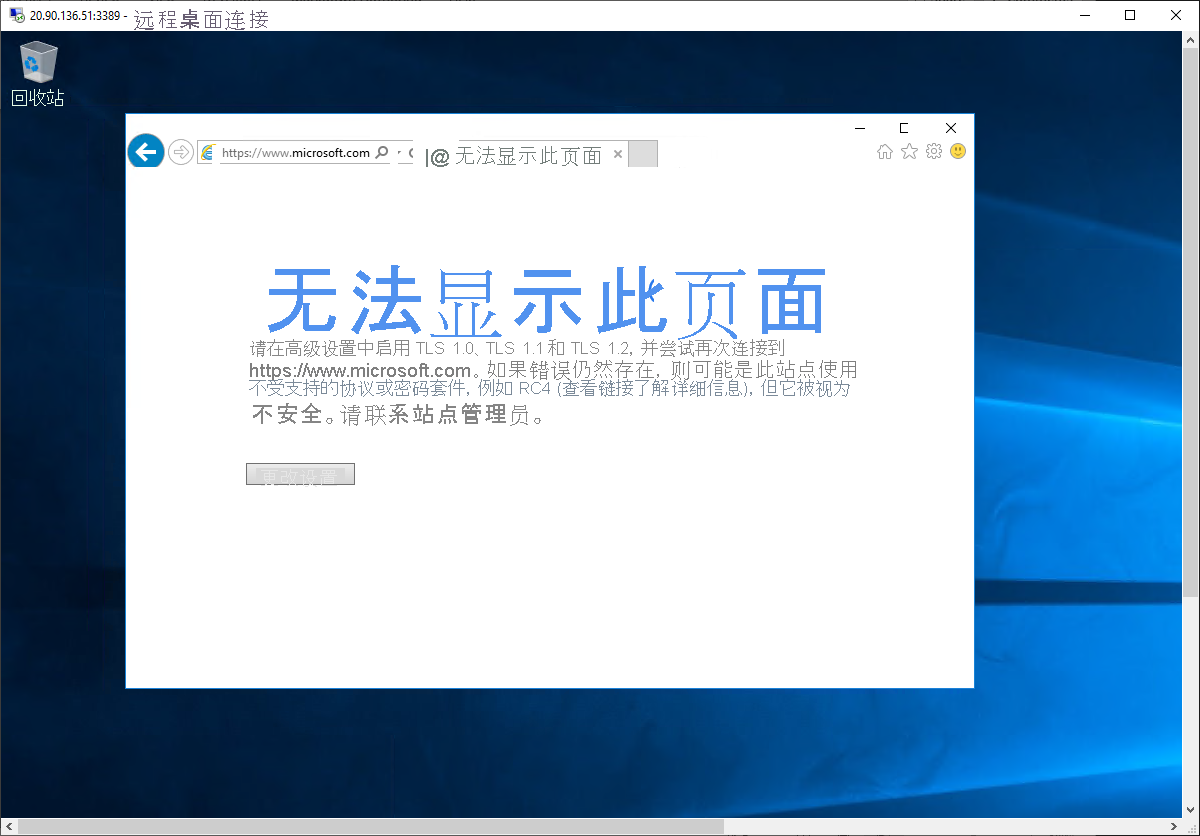 20.90.136.51:3389 - 远程桌面连接
回收站
https://www.microsoft.com
|@ 无法显示此页面 ×
无法显示此页面
请在高级设置中启用 TLS 1.0、TLS 1.1 和 TLS 1.2, 并尝试再次连接到
https://www.microsoft.com。如果错误仍然存在, 则可能是此站点使用
不受支持的协议或密码套件, 例如 RC4 (查看链接了解详细信息), 但它被视为
不安全。请联系站点管理员。
更改设置